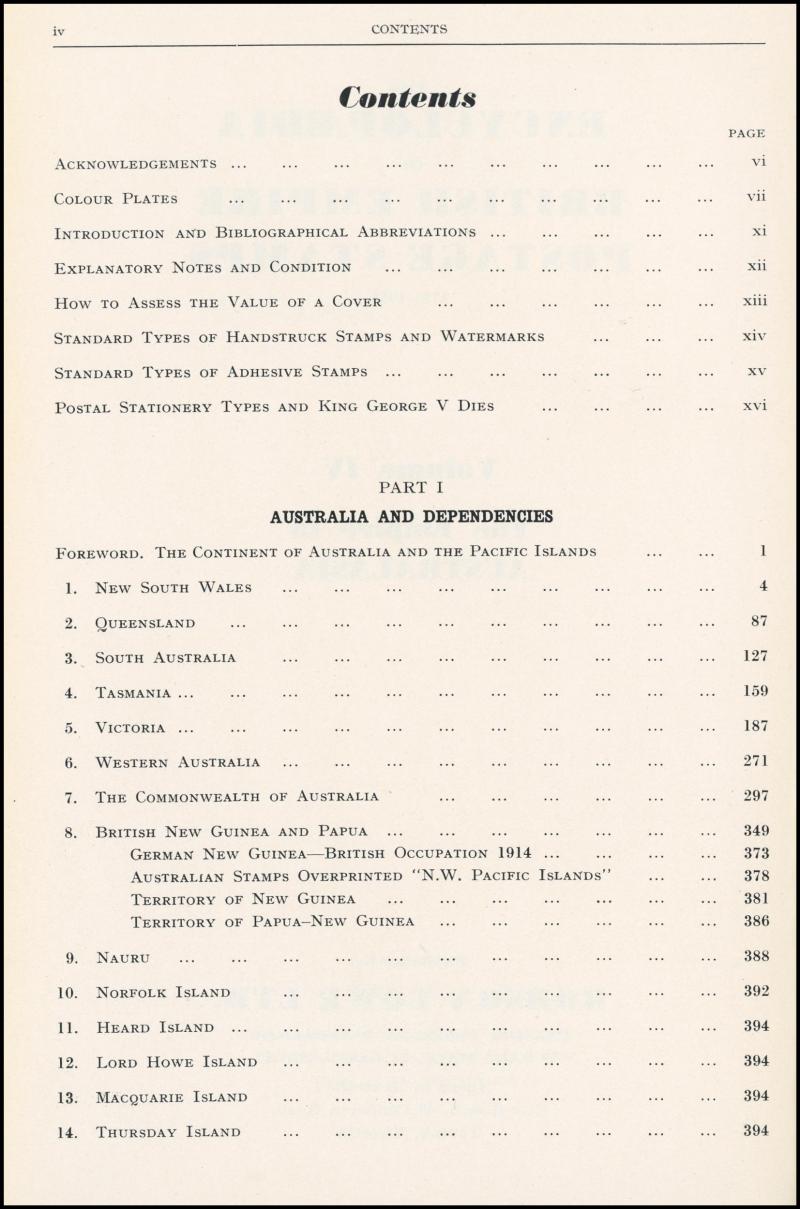 iv CONTENTS
Contents
PAGE
ACKNOWLEDGEMENTS ... ... ... ... ... ... ... ... ... ... vi
COLOUR PLATES ... ... ... ... ... ... ... ... ... ... vii
INTRODUCTION AND BIBLIOGRAPHICAL ABBREVIATIONS ... ... ... ... ... xi
EXPLANATORY NOTES AND CONDITION ... ... ... ... ... ... ... xii
HOW TO ASSESS THE VALUE OF A COVER ... ... ... ... ... ... xiii
STANDARD TYPES OF HANDSTRUCK STAMPS AND WATERMARKS ... ... ... xiv
STANDARD TYPES OF ADHESIVE STAMPS ... ... ... ... ... ... ... xv
POSTAL STATIONERY TYPES AND KING GEORGE V DIES ... ... ... ... xvi
PART I
AUSTRALIA AND DEPENDENCIES
FOREWORD. THE CONTINENT OF AUSTRALIA AND THE PACIFIC ISLANDS ... ... 1
1. NEW SOUTH WALES ... ... ... ... ... ... ... ... ... 4
2. QUEENSLAND ... ... ... ... ... ... ... ... ... ... 87
3. SOUTH AUSTRALIA ... ... ... ... ... ... ... ... ... 127
4. TASMANIA ... ... ... ... ... ... ... ... ... ... ... 159
5. VICTORIA ... ... ... ... ... ... ... ... ... ... ... 187
6. WESTERN AUSTRALIA ... ... ... ... ... ... ... ... ... 271
7. THE COMMONWEALTH OF AUSTRALIA ... ... ... ... ... ... 297
8. BRITISH NEW GUINEA AND PAPUA ... ... ... ... ... ... ... 349
GERMAN NEW GUINEA—BRITISH OCCUPATION 1914 ... ... ... ... 373
AUSTRALIAN STAMPS OVERPRINTED "N.W. PACIFIC ISLANDS" ... ... 378
TERRITORY OF NEW GUINEA ... ... ... ... ... ... ... 381
TERRITORY OF PAPUA–NEW GUINEA ... ... ... ... ... ... 386
9. NAURU ... ... ... ... ... ... ... ... ... ... ... 388
10. NORFOLK ISLAND ... ... ... ... ... ... ... ... ... 392
11. HEARD ISLAND ... ... ... ... ... ... ... ... ... ... 394
12. LORD HOWE ISLAND ... ... ... ... ... ... ... ... ... 394
13. MACQUARIE ISLAND ... ... ... ... ... ... ... ... ... 394
14. THURSDAY ISLAND ... ... ... ... ... ... ... ... ... 394